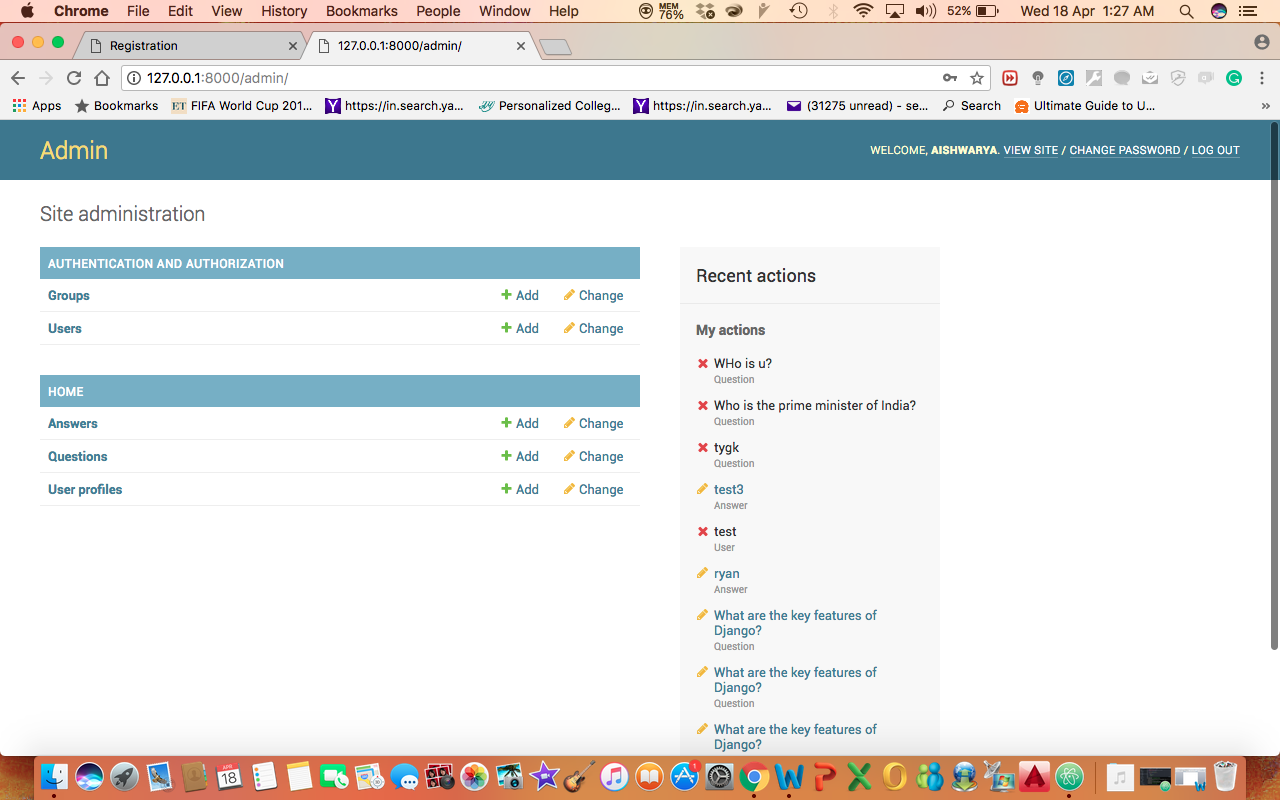 Chrome File Edit View History Bookmarks People Window Help MEM 76% 52% Wed 18 Apr 1:27 AM
Registration 127.0.0.1:8000/admin/
127.0.0.1:8000/admin/
Apps Bookmarks ET FIFA World Cup 201... https://in.search.ya... Personalized Colleg... https://in.search.ya... (31275 unread) - se... Search Ultimate Guide to U... »
Admin
WELCOME, AISHWARYA. VIEW SITE / CHANGE PASSWORD / LOG OUT
Site administration
AUTHENTICATION AND AUTHORIZATION
Groups Add Change
Users Add Change
HOME
Answers Add Change
Questions Add Change
User profiles Add Change
Recent actions
My actions
WHo is u?
Question
Who is the prime minister of India?
Question
tygk
Question
test3
Answer
test
User
ryan
Answer
What are the key features of
Django?
Question
What are the key features of
Django?
Question
What are the key features of
Django?
APR
18
1